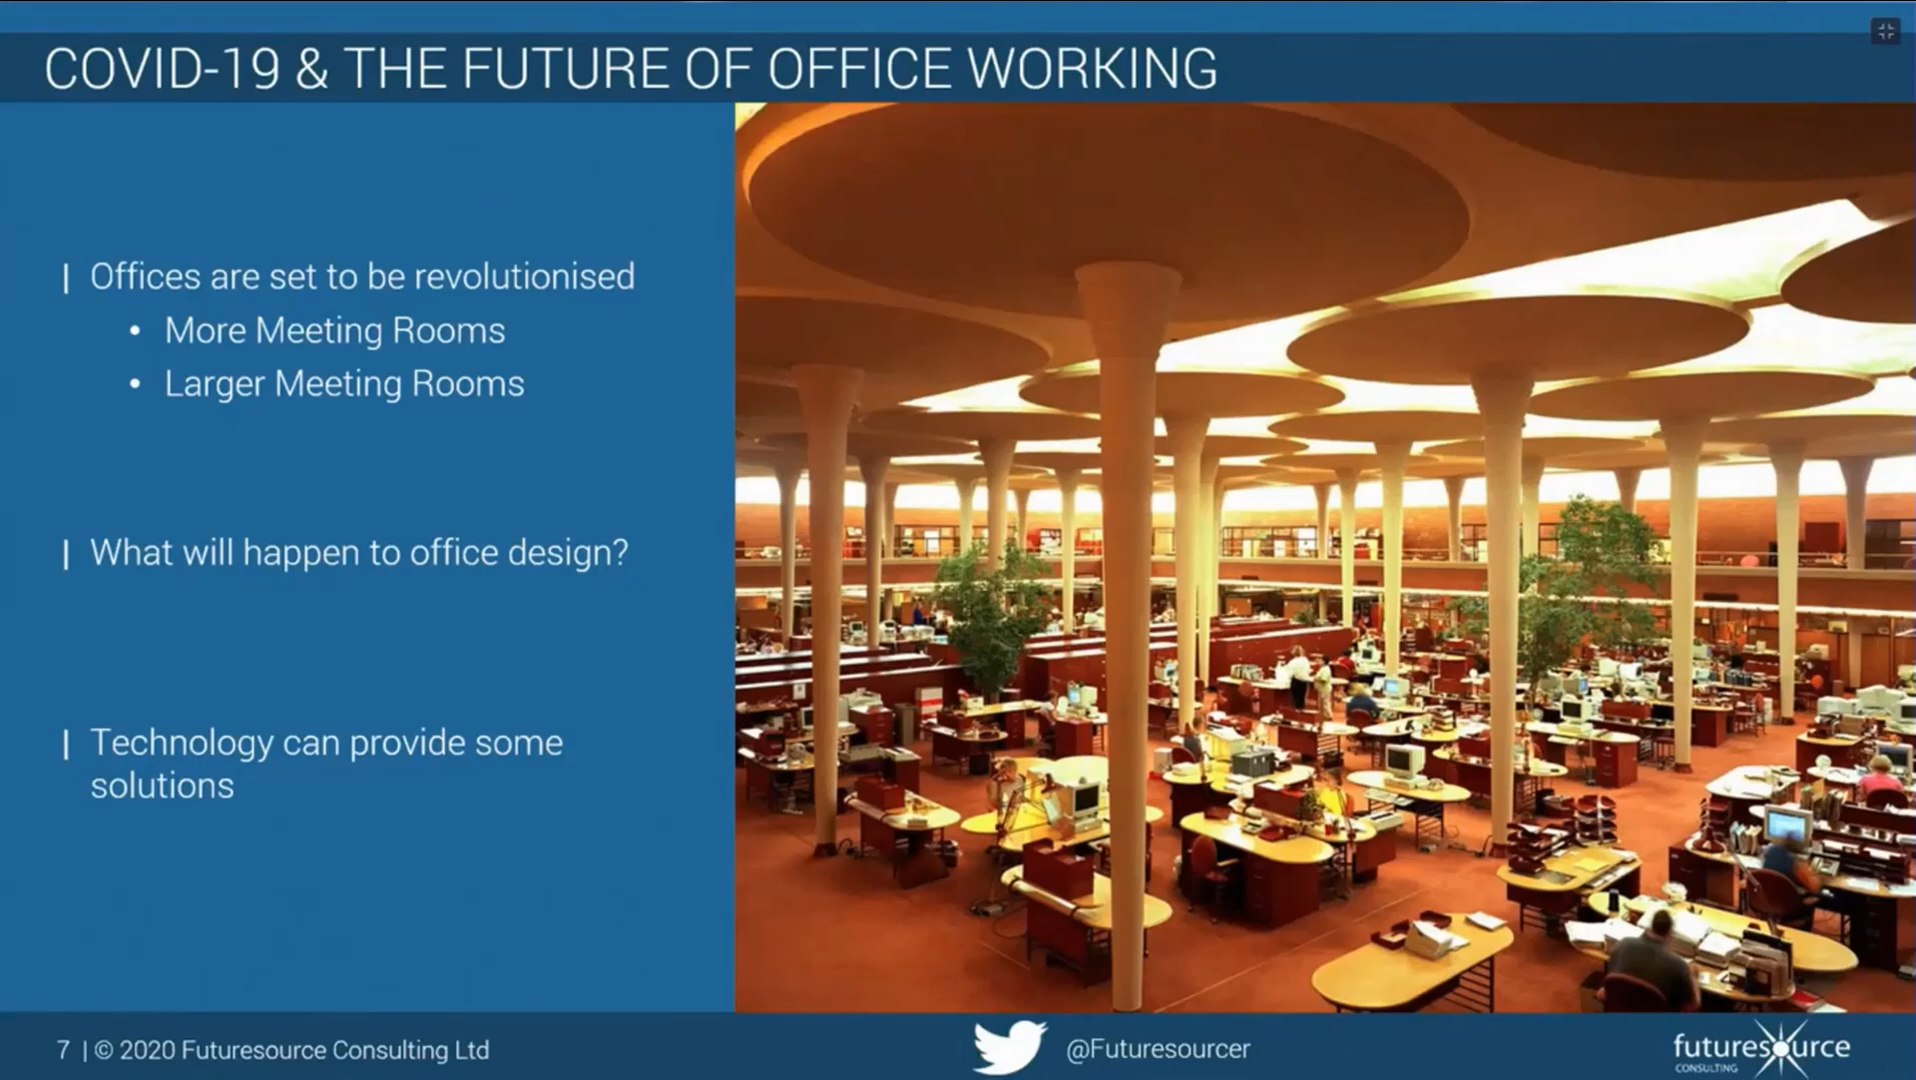 COVID-19 & THE FUTURE OF OFFICE WORKING
| Offices are set to be revolutionised
• More Meeting Rooms
• Larger Meeting Rooms
| What will happen to office design?
| Technology can provide some
solutions
7 | © 2020 Futuresource Consulting Ltd
@Futuresourcer
futuresource
CONSULTING